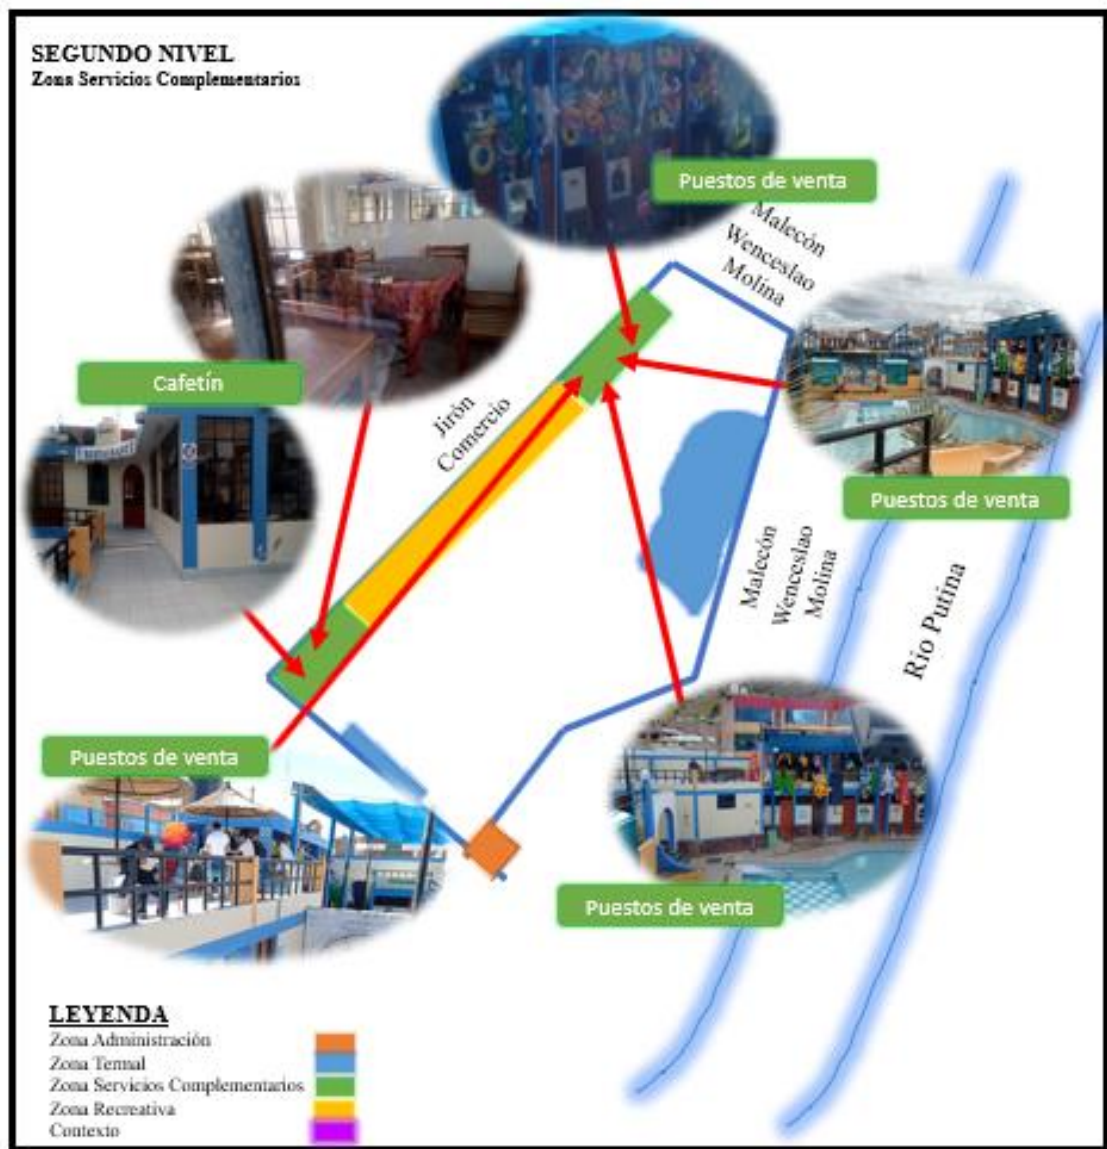 SEGUNDO NIVEL
Zona Servicios Complementarios
Puestos de venta
Malecón
Wenceslao
Molina
Cafetín
Jirón
Comercio
Puestos de venta
Malecón
Wenceslao
Molina
Rio Putina
Puestos de venta
Puestos de venta
LEYENDA
Zona Administración
Zona Termal
Zona Servicios Complementarios
Zona Recreativa
Contexto